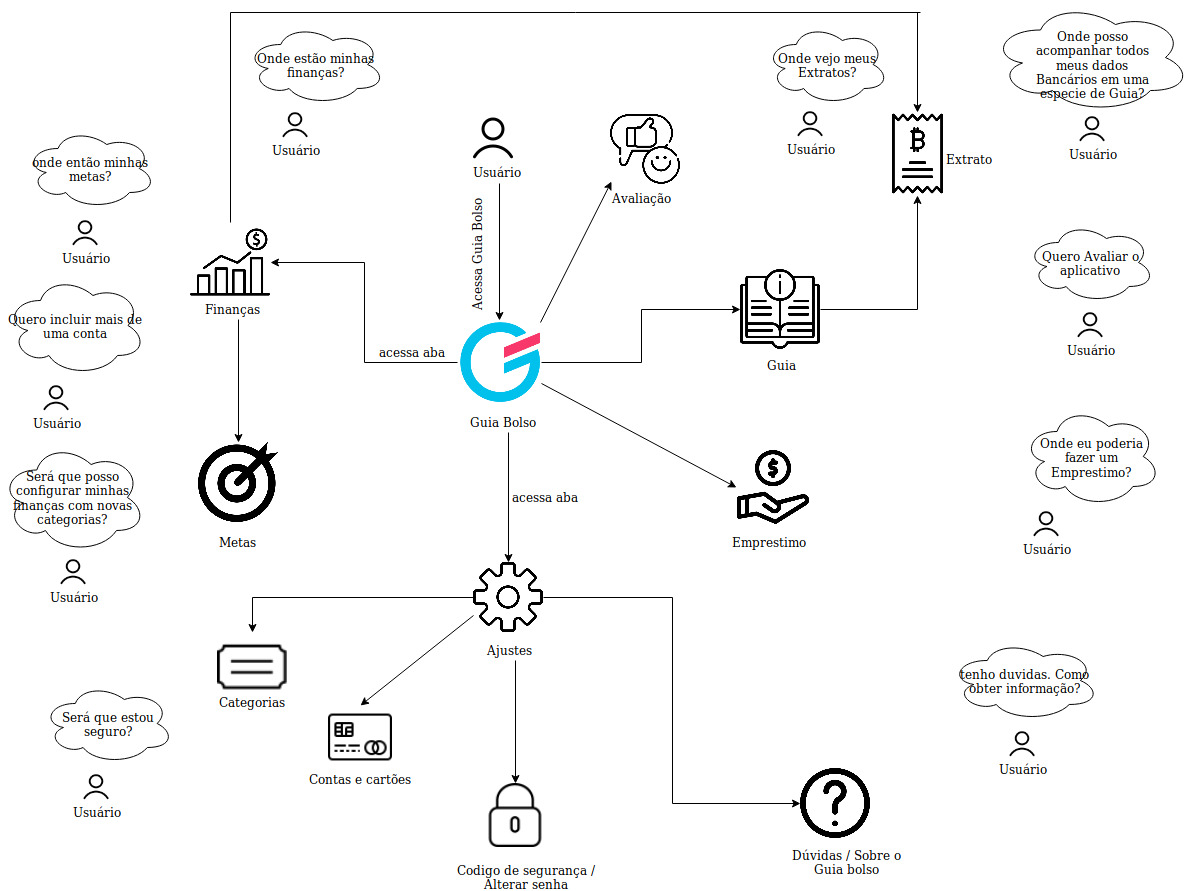 Onde estão minhas
finanças?
Usuário
Onde vejo meus
Extratos?
Usuário
Onde posso
acompanhar todos
meus dados
Bancários em uma
especie de Guia?
Usuário
onde então minhas
metas?
Usuário
Usuário
Acessa Guia Bolso
Avaliação
Extrato
Quero Avaliar o
aplicativo
Usuário
Finanças
Quero incluir mais de
uma conta
Usuário
acessa aba
Guia Bolso
Guia
Onde eu poderia
fazer um
Emprestimo?
Usuário
Será que posso
configurar minhas
finanças com novas
categorias?
Usuário
Metas
acessa aba
Emprestimo
Ajustes
Categorias
Contas e cartões
Será que estou
seguro?
Usuário
tenho duvidas. Como
obter informação?
Usuário
Codigo de segurança /
Alterar senha
Dúvidas / Sobre o
Guia bolso